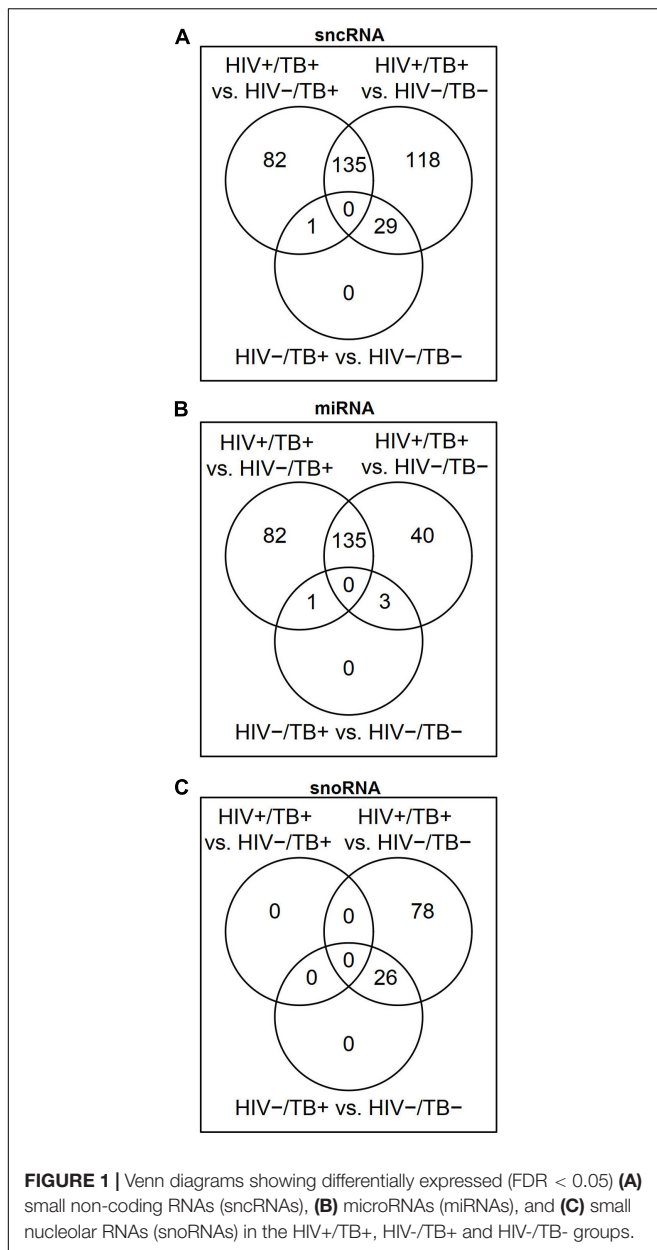 A
sncRNA
HIV+/TB+ HIV+/TB+
vs. HIV−/TB+ vs. HIV−/TB−
82 135 118
0
1 29
0
HIV−/TB+ vs. HIV−/TB−
B
miRNA
HIV+/TB+ HIV+/TB+
vs. HIV−/TB+ vs. HIV−/TB−
82 135 40
0
1 3
0
HIV−/TB+ vs. HIV−/TB−
C
snoRNA
HIV+/TB+ HIV+/TB+
vs. HIV−/TB+ vs. HIV−/TB−
0 0 78
0
0 26
0
HIV−/TB+ vs. HIV−/TB−
FIGURE 1 | Venn diagrams showing differentially expressed (FDR < 0.05) (A)
small non-coding RNAs (sncRNAs), (B) microRNAs (miRNAs), and (C) small
nucleolar RNAs (snoRNAs) in the HIV+/TB+, HIV-/TB+ and HIV-/TB- groups.